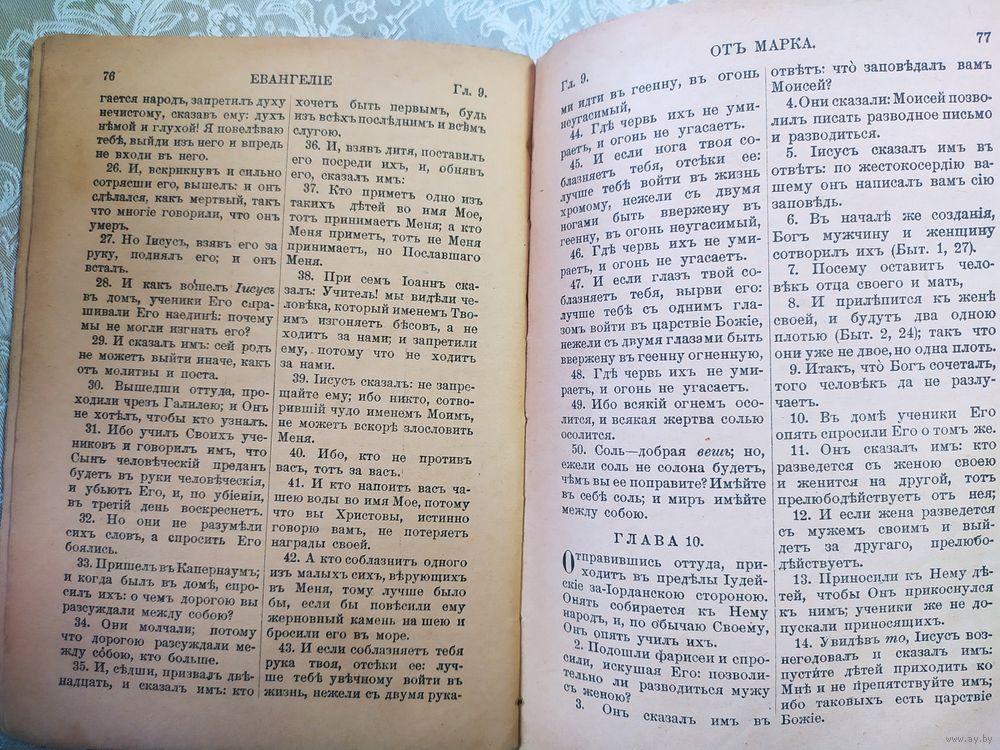 76
ЕВАНГЕЛІЕ
Гл. 9.
гается народъ, запретилъ духу
нечистому, сказавъ ему: духъ
нѣмой и глухой! Я повелѣваю
тебѣ, выйди изъ него и впредь
не входи въ него.
26. И, вскрикнувъ и сильно
сотрясши его, вышелъ: и онъ
сдѣлался, какъ мертвый, такъ
что многіе говорили, что онъ
умеръ.
27. Но Іисусъ, взявъ его за
руку, поднялъ его; и онъ
всталъ.
28. И какъ вошелъ Іисусъ
въ домъ, ученики Его спра-
шивали Его наединѣ: почему
мы не могли изгнать его?
29. И сказалъ имъ: сей родъ
не можетъ выйти иначе, какъ
отъ молитвы и поста.
30. Вышедши оттуда, про-
ходили чрезъ Галилею; и Онъ
не хотѣлъ, чтобы кто узналъ.
31. Ибо училъ Своихъ уче-
никовъ и говорилъ имъ, что
Сынъ человѣческій преданъ
будетъ въ руки человѣческія,
и убьютъ Его, и, по убіеніи,
въ третій день воскреснетъ.
32. Но они не разумѣли
сихъ словъ, а спросить Его
боялись.
33. Пришелъ въ Капернаумъ;
и когда былъ въ домѣ, спро-
силъ ихъ: о чемъ дорогою вы
разсуждали между собою?
34. Они молчали; потому
что дорогою разсуждали ме-
жду собою, кто больше.
35. И, сѣдши, призвалъ двѣ-
надцать, и сказалъ имъ: кто
хочетъ быть первымъ, будь
изъ всѣхъ послѣднимъ и всѣмъ
слугою.
36. И, взявъ дитя, поставилъ
его посреди ихъ, и, обнявъ
его, сказалъ имъ:
37. Кто приметъ одно изъ
такихъ дѣтей во имя Мое,
тотъ принимаетъ Меня; а кто
Меня приметъ, тотъ не Меня
принимаетъ, но Пославшаго
Меня.
38. При семъ Іоаннъ ска-
залъ: Учитель! мы видѣли че-
ловѣка, который именемъ Тво-
имъ изгоняетъ бѣсовъ, а не
ходитъ за нами; и запретили
ему, потому что не ходитъ
за нами.
39. Іисусъ сказалъ: не запре-
щайте ему; ибо никто, сотво-
рившій чудо именемъ Моимъ,
не можетъ вскорѣ злословить
Меня.
40. Ибо, кто не противъ
васъ, тотъ за васъ.
41. И кто напоитъ васъ ча-
шею воды во имя Мое, потому
что вы Христовы, истинно
говорю вамъ, не потеряетъ
награды своей.
42. А кто соблазнитъ одного
изъ малыхъ сихъ, вѣрующихъ
въ Меня, тому лучше было
бы, если бы повѣсили ему
жерновный камень на шею и
бросили его въ море.
43. И если соблазняетъ тебя
рука твоя, отсѣки ее: луч-
ше тебѣ увѣчному войти въ
жизнь, нежели съ двумя рука-
Гл. 9.
ОТЪ МАРКА.
77
ми идти въ геенну, въ огонь
неугасимый,
44. Гдѣ червь ихъ не уми-
раетъ, и огонь не угасаетъ.
45. И если нога твоя со-
блазняетъ тебя, отсѣки ее:
лучше тебѣ войти въ жизнь
хромому, нежели съ двумя
ногами быть ввержену въ
геенну, въ огонь неугасимый,
46. Гдѣ червь ихъ не уми-
раетъ, и огонь не угасаетъ.
47. И если глазъ твой со-
блазняетъ тебя, вырви его:
лучше тебѣ съ однимъ гла-
зомъ войти въ царствіе Божіе,
нежели съ двумя глазами быть
ввержену въ геенну огненную,
48. Гдѣ червь ихъ не уми-
раетъ, и огонь не угасаетъ.
49. Ибо всякій огнемъ осо-
лится, и всякая жертва солью
осолится.
50. Соль—добрая вещь; но,
ежели соль не солона будетъ,
чѣмъ вы ее поправите? Имѣйте
въ себѣ соль; и миръ имѣйте
между собою.
ГЛАВА 10.
Отправившись оттуда, при-
ходитъ въ предѣлы Іудей-
скіе за-Іорданскою стороною.
Опять собирается къ Нему
народъ, и, по обычаю Своему,
Онъ опять училъ ихъ.
2. Подошли фарисеи и спро-
сили, искушая Его: позволи-
тельно ли разводиться мужу
съ женою?
3. Онъ сказалъ имъ въ
отвѣтъ: что̀ заповѣдалъ вамъ
Моисей?
4. Они сказали: Моисей позво-
лилъ писать разводное письмо
и разводиться.
5. Іисусъ сказалъ имъ въ
отвѣтъ: по жестокосердію ва-
шему онъ написалъ вамъ сію
заповѣдь.
6. Въ началѣ же созданія,
Богъ мужчину и женщину
сотворилъ ихъ (Быт. 1, 27).
7. Посему оставитъ чело-
вѣкъ отца своего и мать,
8. И прилѣпится къ женѣ
своей, и будутъ два одною
плотью (Быт. 2, 24); такъ что
они уже не двое, но одна плоть.
9. Итакъ, что̀ Богъ сочеталъ,
того человѣкъ да не разлу-
чаетъ.
10. Въ домѣ ученики Его
опять спросили Его о томъ же.
11. Онъ сказалъ имъ: кто
разведется съ женою своею
и женится на другой, тотъ
прелюбодѣйствуетъ отъ нея;
12. И если жена разведется
съ мужемъ своимъ и вый-
детъ за другаго, прелюбо-
дѣйствуетъ.
13. Приносили къ Нему дѣ-
тей, чтобы Онъ прикоснулся
къ нимъ; ученики же не до-
пускали приносящихъ.
14. Увидѣвъ то, Іисусъ воз-
негодовалъ и сказалъ имъ:
пустите дѣтей приходить ко
Мнѣ и не препятствуйте имъ;
ибо таковыхъ есть царствіе
Божіе.
www.ay.by